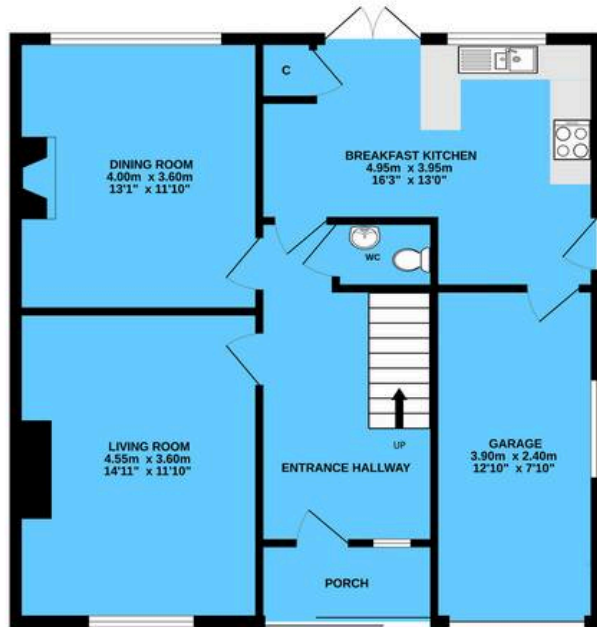 C
DINING ROOM
4.00m x 3.60m
13'1" x 11'10"
BREAKFAST KITCHEN
4.95m x 3.95m
16'3" x 13'0"
WC
LIVING ROOM
4.55m x 3.60m
14'11" x 11'10"
UP
ENTRANCE HALLWAY
GARAGE
3.90m x 2.40m
12'10" x 7'10"
PORCH